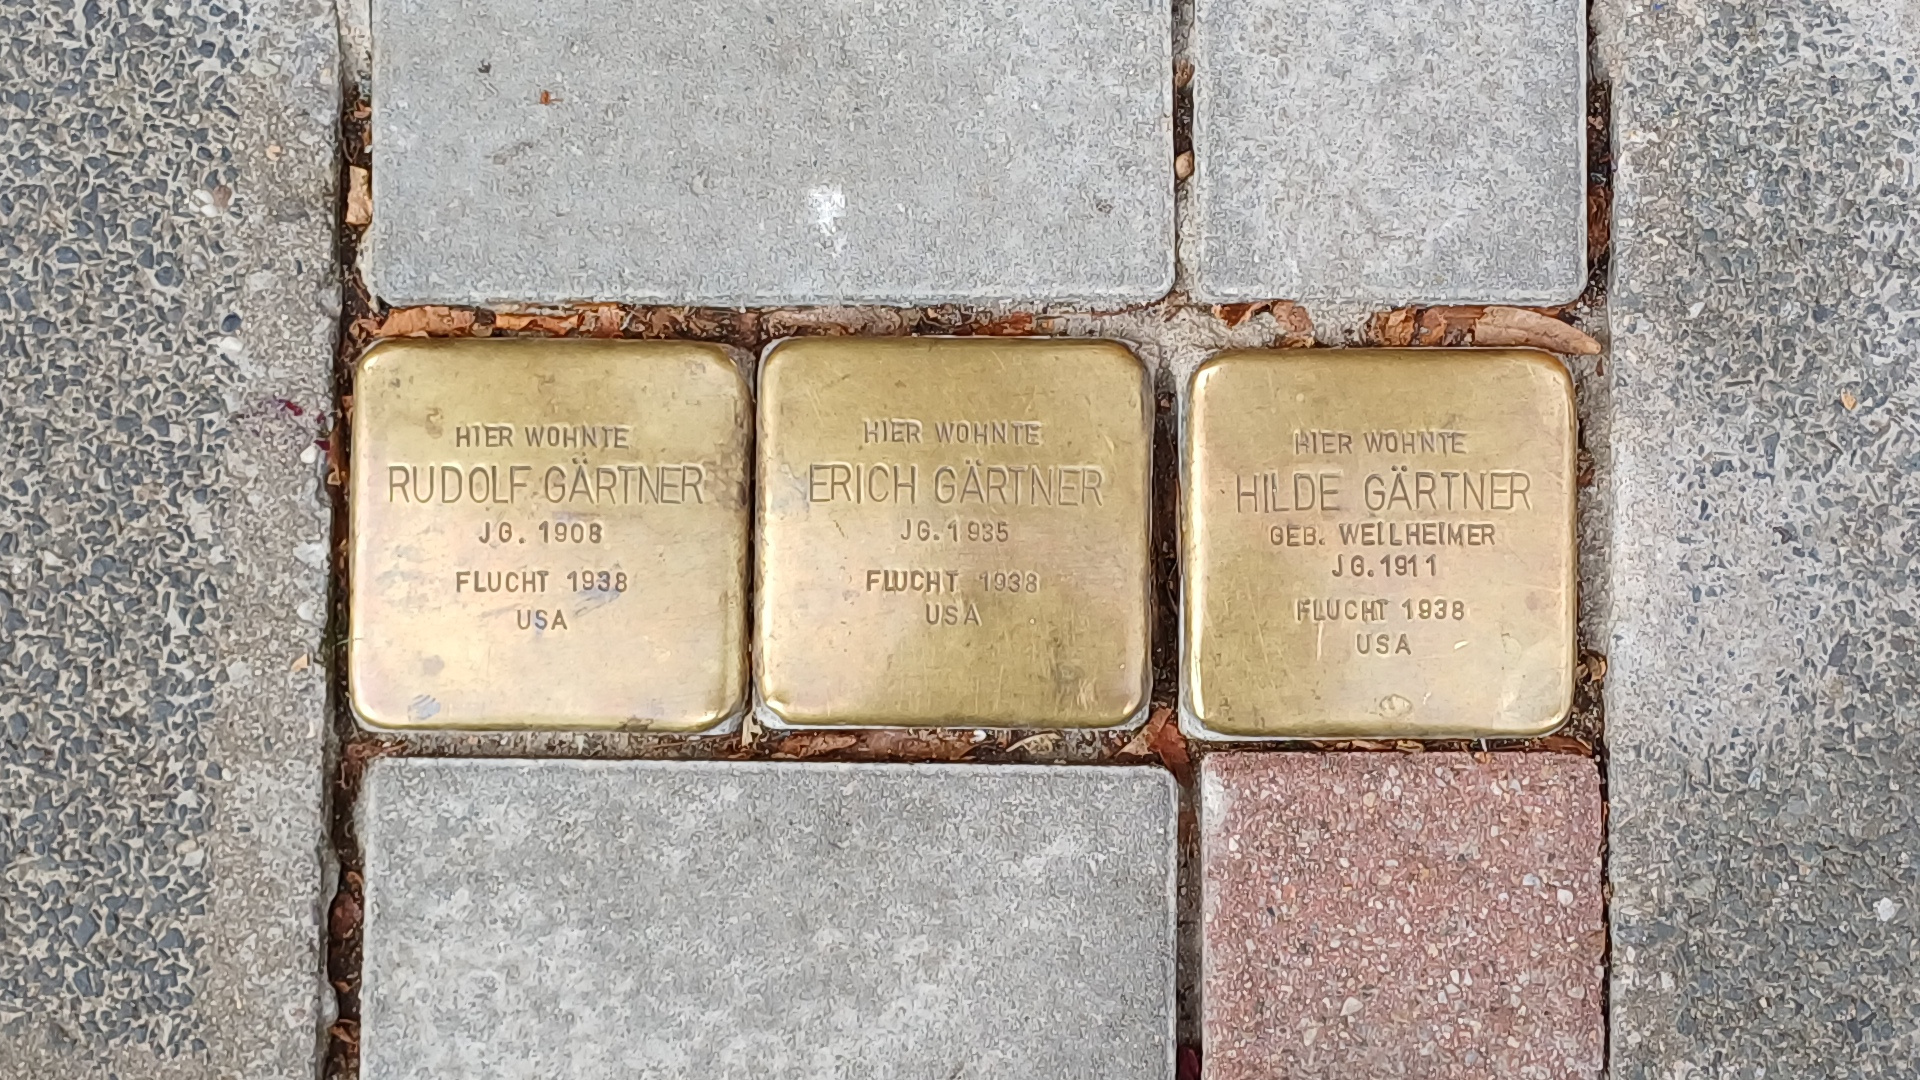 HIER WOHNTE
RUDOLF GÄRTNER
JG. 1908
FLUCHT 1938
USA
HIER WOHNTE
ERICH GÄRTNER
JG. 1935
FLUCHT 1938
USA
HIER WOHNTE
HILDE GÄRTNER
GEB. WEILHEIMER
JG. 1911
FLUCHT 1938
USA